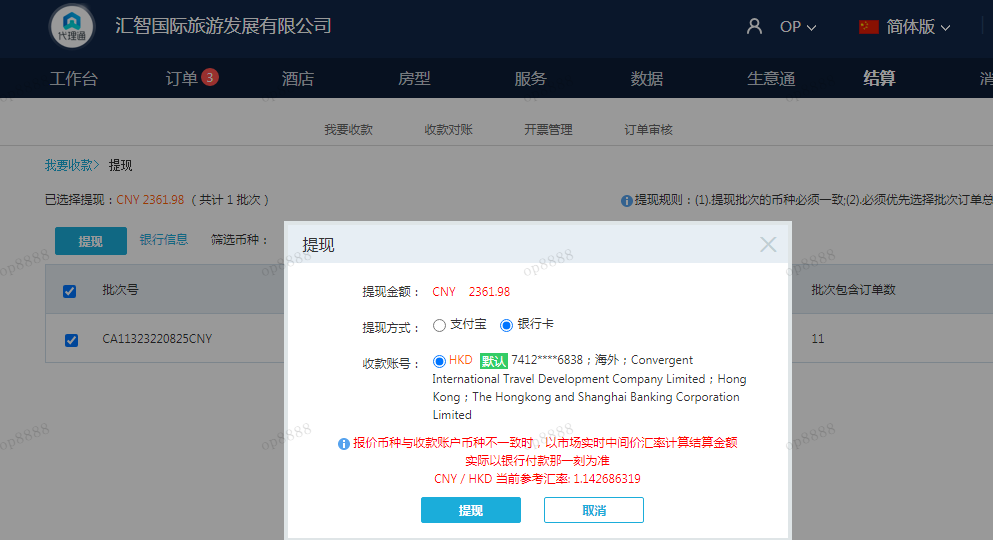 代理通
汇智国际旅游发展有限公司
OP
简体版
工作台 订单 3 酒店 房型 服务 数据 生意通 结算 消
我要收款 收款对账 开票管理 订单审核
我要收款> 提现
已选择提现：CNY 2361.98 （ 共计 1 批次 ）
提现规则：(1).提现批次的币种必须一致;(2).必须优先选择批次订单总
提现 银行信息 筛选币种：
批次号 批次包含订单数
CA11323220825CNY 11
提现
提现金额： CNY 2361.98
提现方式： 支付宝 银行卡
收款账号： HKD 默认 7412****6838；海外；Convergent
International Travel Development Company Limited；Hong
Kong；The Hongkong and Shanghai Banking Corporation
Limited
报价币种与收款账户币种不一致时，以市场实时中间价汇率计算结算金额
实际以银行付款那一刻为准
CNY / HKD 当前参考汇率: 1.142686319
提现 取消
op8888
op8888
op8888
op8888
op8888
op8888
op8888
op8888